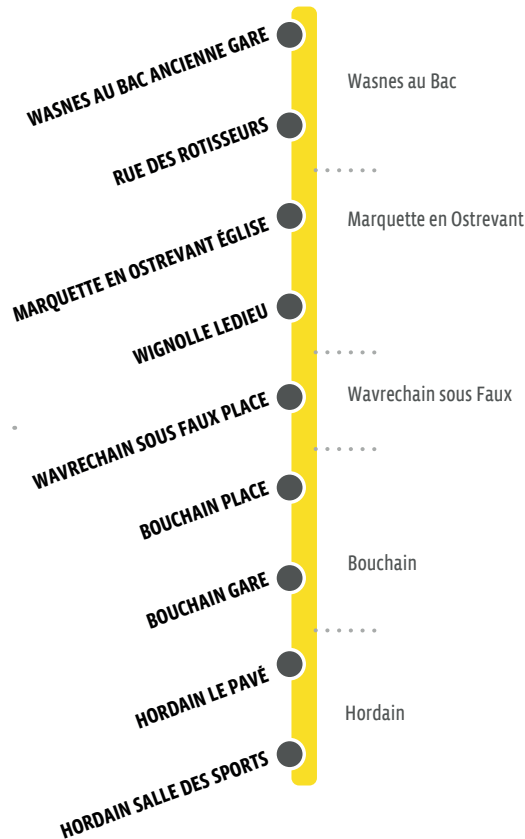 WASNES AU BAC ANCIENNE GARE
Wasnes au Bac
RUE DES ROTISSEURS
MARQUETTE EN OSTREVANT ÉGLISE
Marquette en Ostrevant
WIGNOLLE LEDIEU
WAVRECHAIN SOUS FAUX PLACE
Wavrechain sous Faux
BOUCHAIN PLACE
BOUCHAIN GARE
Bouchain
HORDAIN LE PAVÉ
Hordain
HORDAIN SALLE DES SPORTS